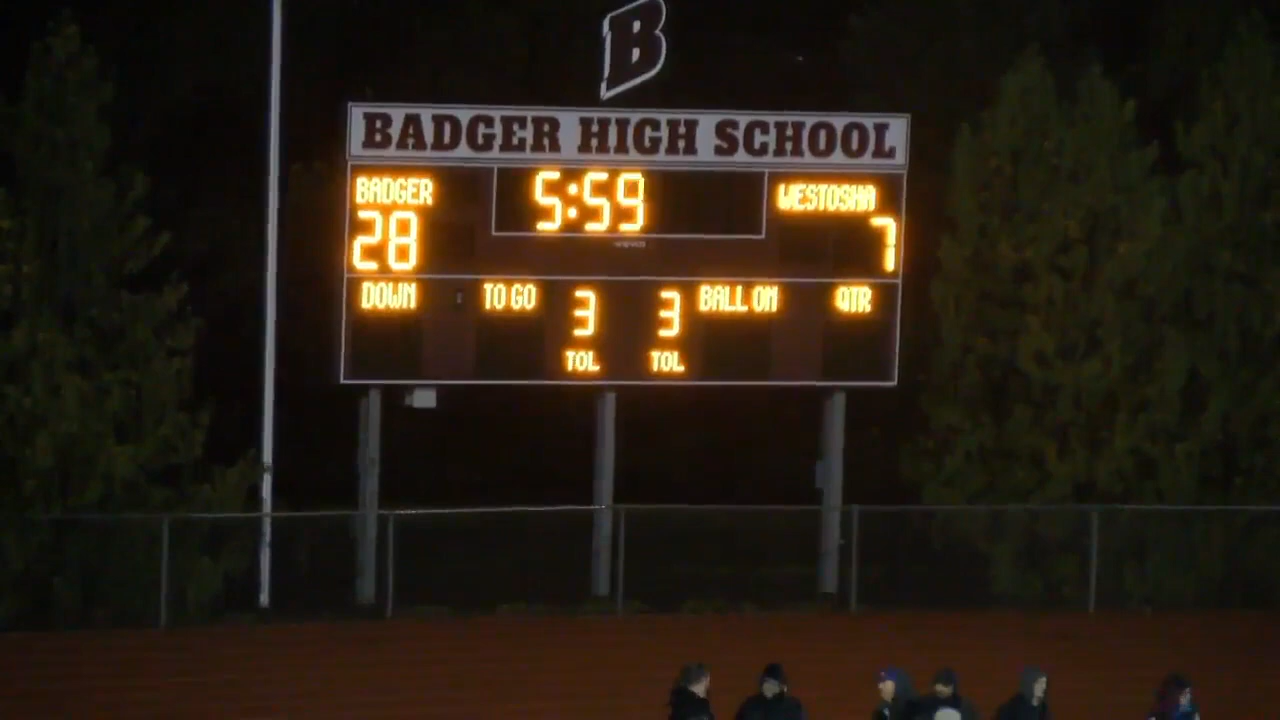 B
BADGER HIGH SCHOOL
BADGER 5:59 WESTOSHA
28 7
DOWN TO GO 3 3 BALL ON QTR
TOL TOL